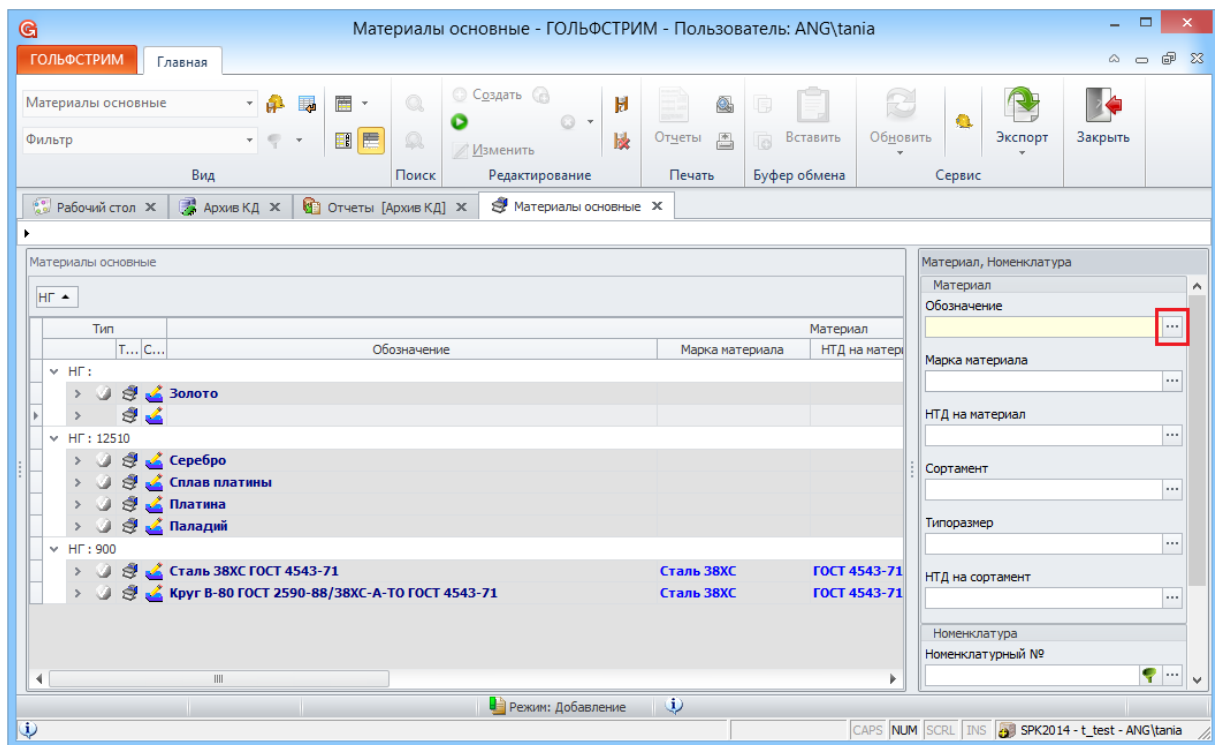 Материалы основные - ГОЛЬФСТРИМ - Пользователь: ANG\tania
ГОЛЬФСТРИМ Главная
Материалы основные
Создать
Фильтр
Изменить
Отчеты
Вставить
Обновить
Экспорт
Закрыть
Вид Поиск Редактирование Печать Буфер обмена Сервис
Рабочий стол Архив КД Отчеты [Архив КД] Материалы основные
Материалы основные
НГ
Тип Материал
Т... С... Обозначение Марка материала НТД на матери
НГ :
Золото
НГ : 12510
Серебро
Сплав платины
Платина
Паладий
НГ : 900
Сталь 38ХС ГОСТ 4543-71 Сталь 38ХС ГОСТ 4543-71
Круг В-80 ГОСТ 2590-88/38ХС-А-ТО ГОСТ 4543-71 Сталь 38ХС ГОСТ 4543-71
Материал, Номенклатура
Материал
Обозначение
...
Марка материала
...
НТД на материал
...
Сортамент
...
Типоразмер
...
НТД на сортамент
...
Номенклатура
Номенклатурный №
...
Режим: Добавление
CAPS NUM SCRL INS SPK2014 - t_test - ANG\tania